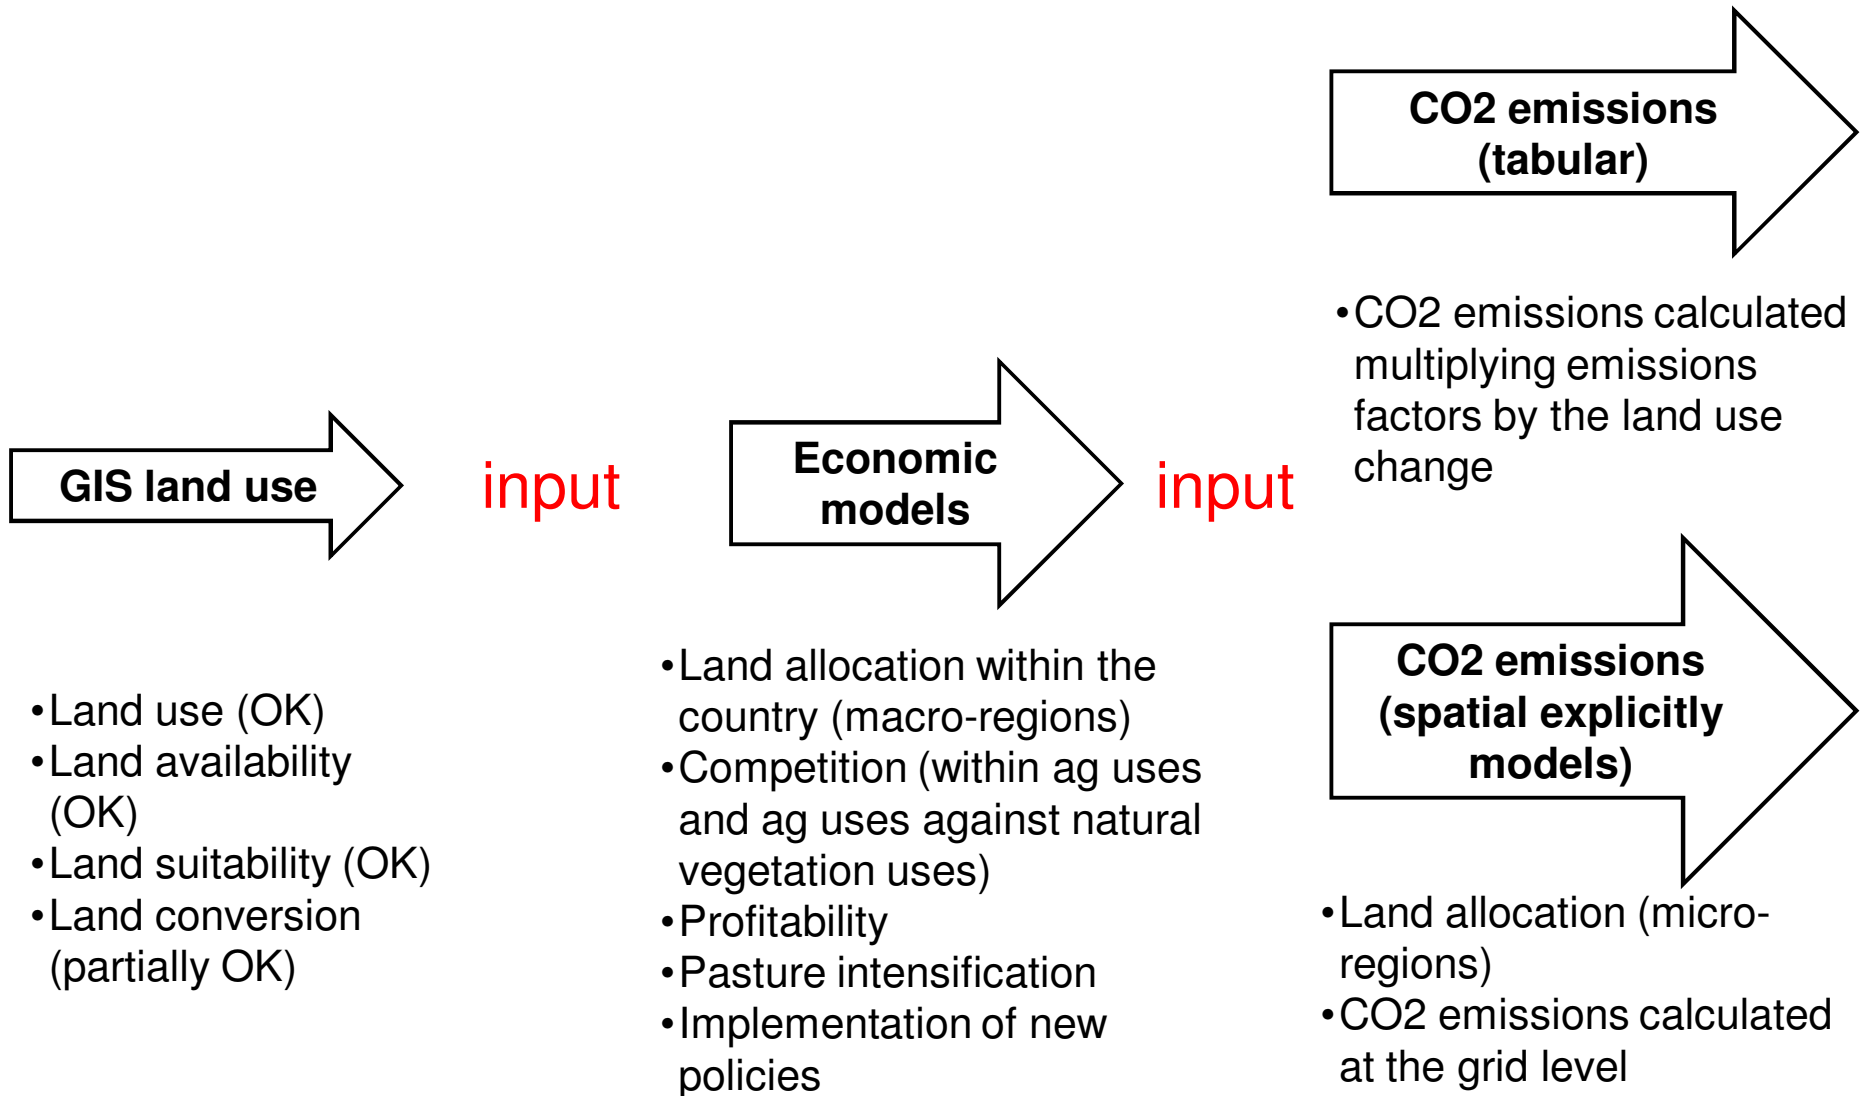 CO2 emissions
(tabular)
•CO2 emissions calculated
multiplying emissions
factors by the land use
change
GIS land use
input
Economic
models
input
•Land use (OK)
•Land availability
(OK)
•Land suitability (OK)
•Land conversion
(partially OK)
•Land allocation within the
country (macro-regions)
•Competition (within ag uses
and ag uses against natural
vegetation uses)
•Profitability
•Pasture intensification
•Implementation of new
policies
CO2 emissions
(spatial explicitly
models)
•Land allocation (micro-
regions)
•CO2 emissions calculated
at the grid level